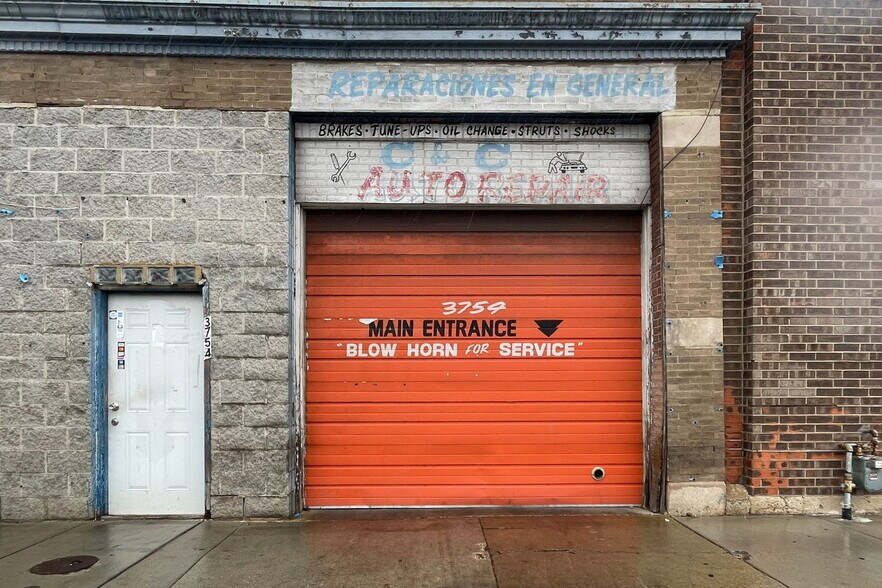 REPARACIONES EN GENERAL
BRAKES · TUNE-UPS · OIL CHANGE · STRUTS · SHOCKS
C & C
AUTO REPAIR
3754
MAIN ENTRANCE
"BLOW HORN FOR SERVICE"
3754